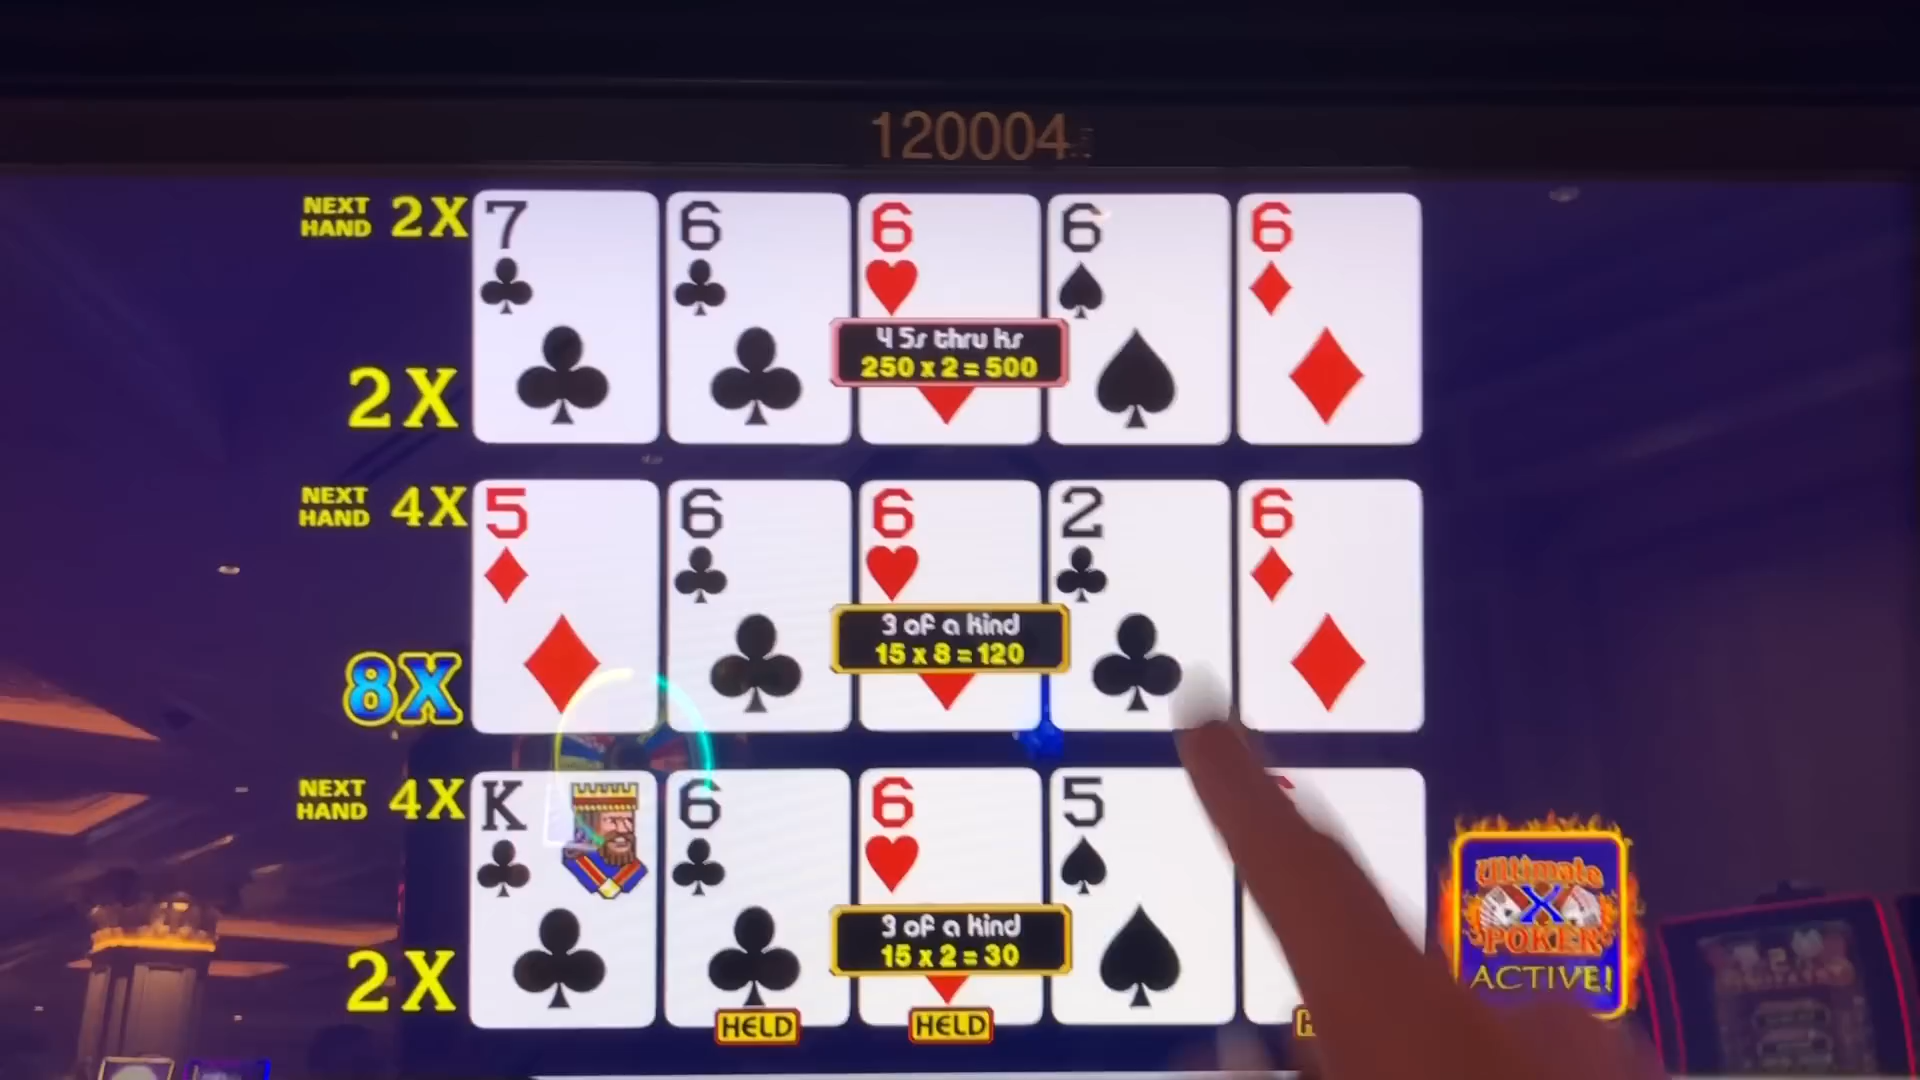 120004
NEXT HAND 2X
7 6 6 6 6
4 5s thru Ks
250 x 2 = 500
2X
NEXT HAND 4X
5 6 6 2 6
3 of a kind
15 x 8 = 120
8X
NEXT HAND 4X
K 6 6 5
3 of a kind
15 x 2 = 30
2X
HELD HELD
Ultimate
X
POKER
ACTIVE!